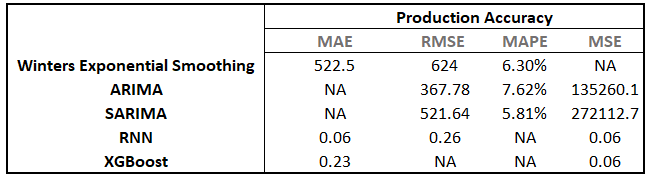 Production Accuracy
MAE RMSE MAPE MSE
Winters Exponential Smoothing 522.5 624 6.30% NA
ARIMA NA 367.78 7.62% 135260.1
SARIMA NA 521.64 5.81% 272112.7
RNN 0.06 0.26 NA 0.06
XGBoost 0.23 NA NA 0.06